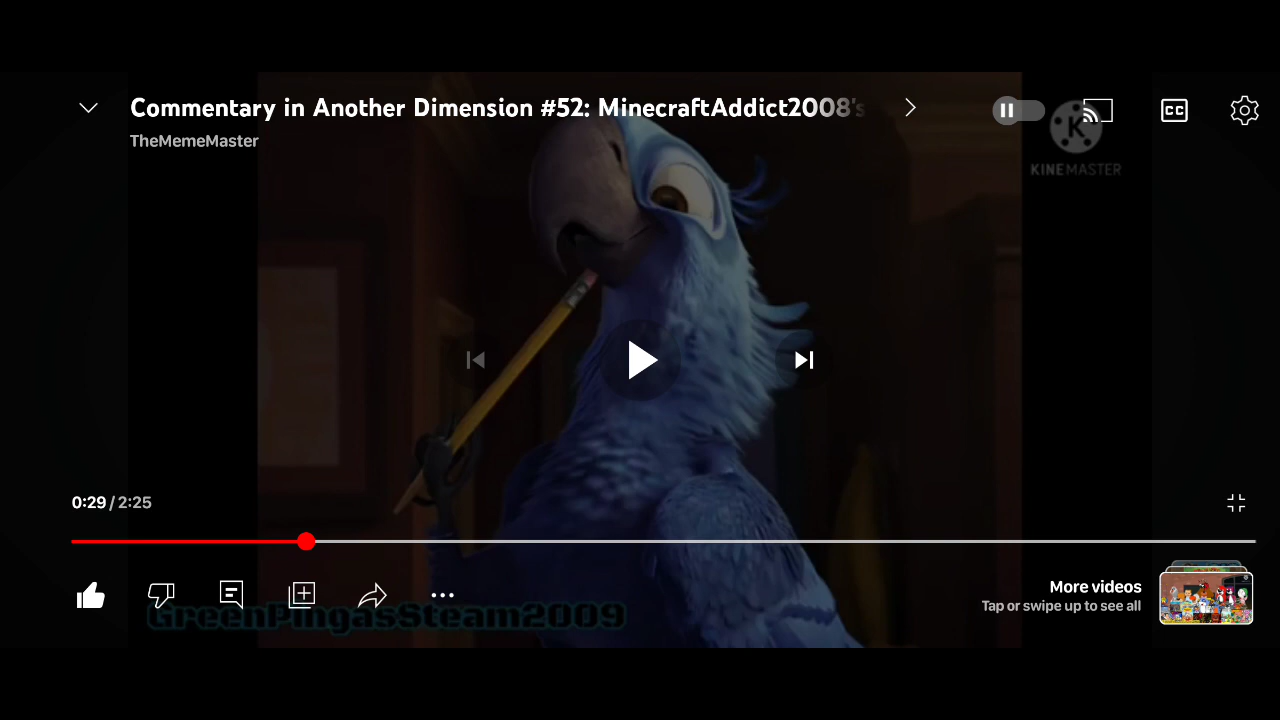 Commentary in Another Dimension #52: MinecraftAddict2008's
TheMemeMaster
CC
K
KINEMASTER
0:29 / 2:25
More videos
Tap or swipe up to see all
GreenPingasSteam2009